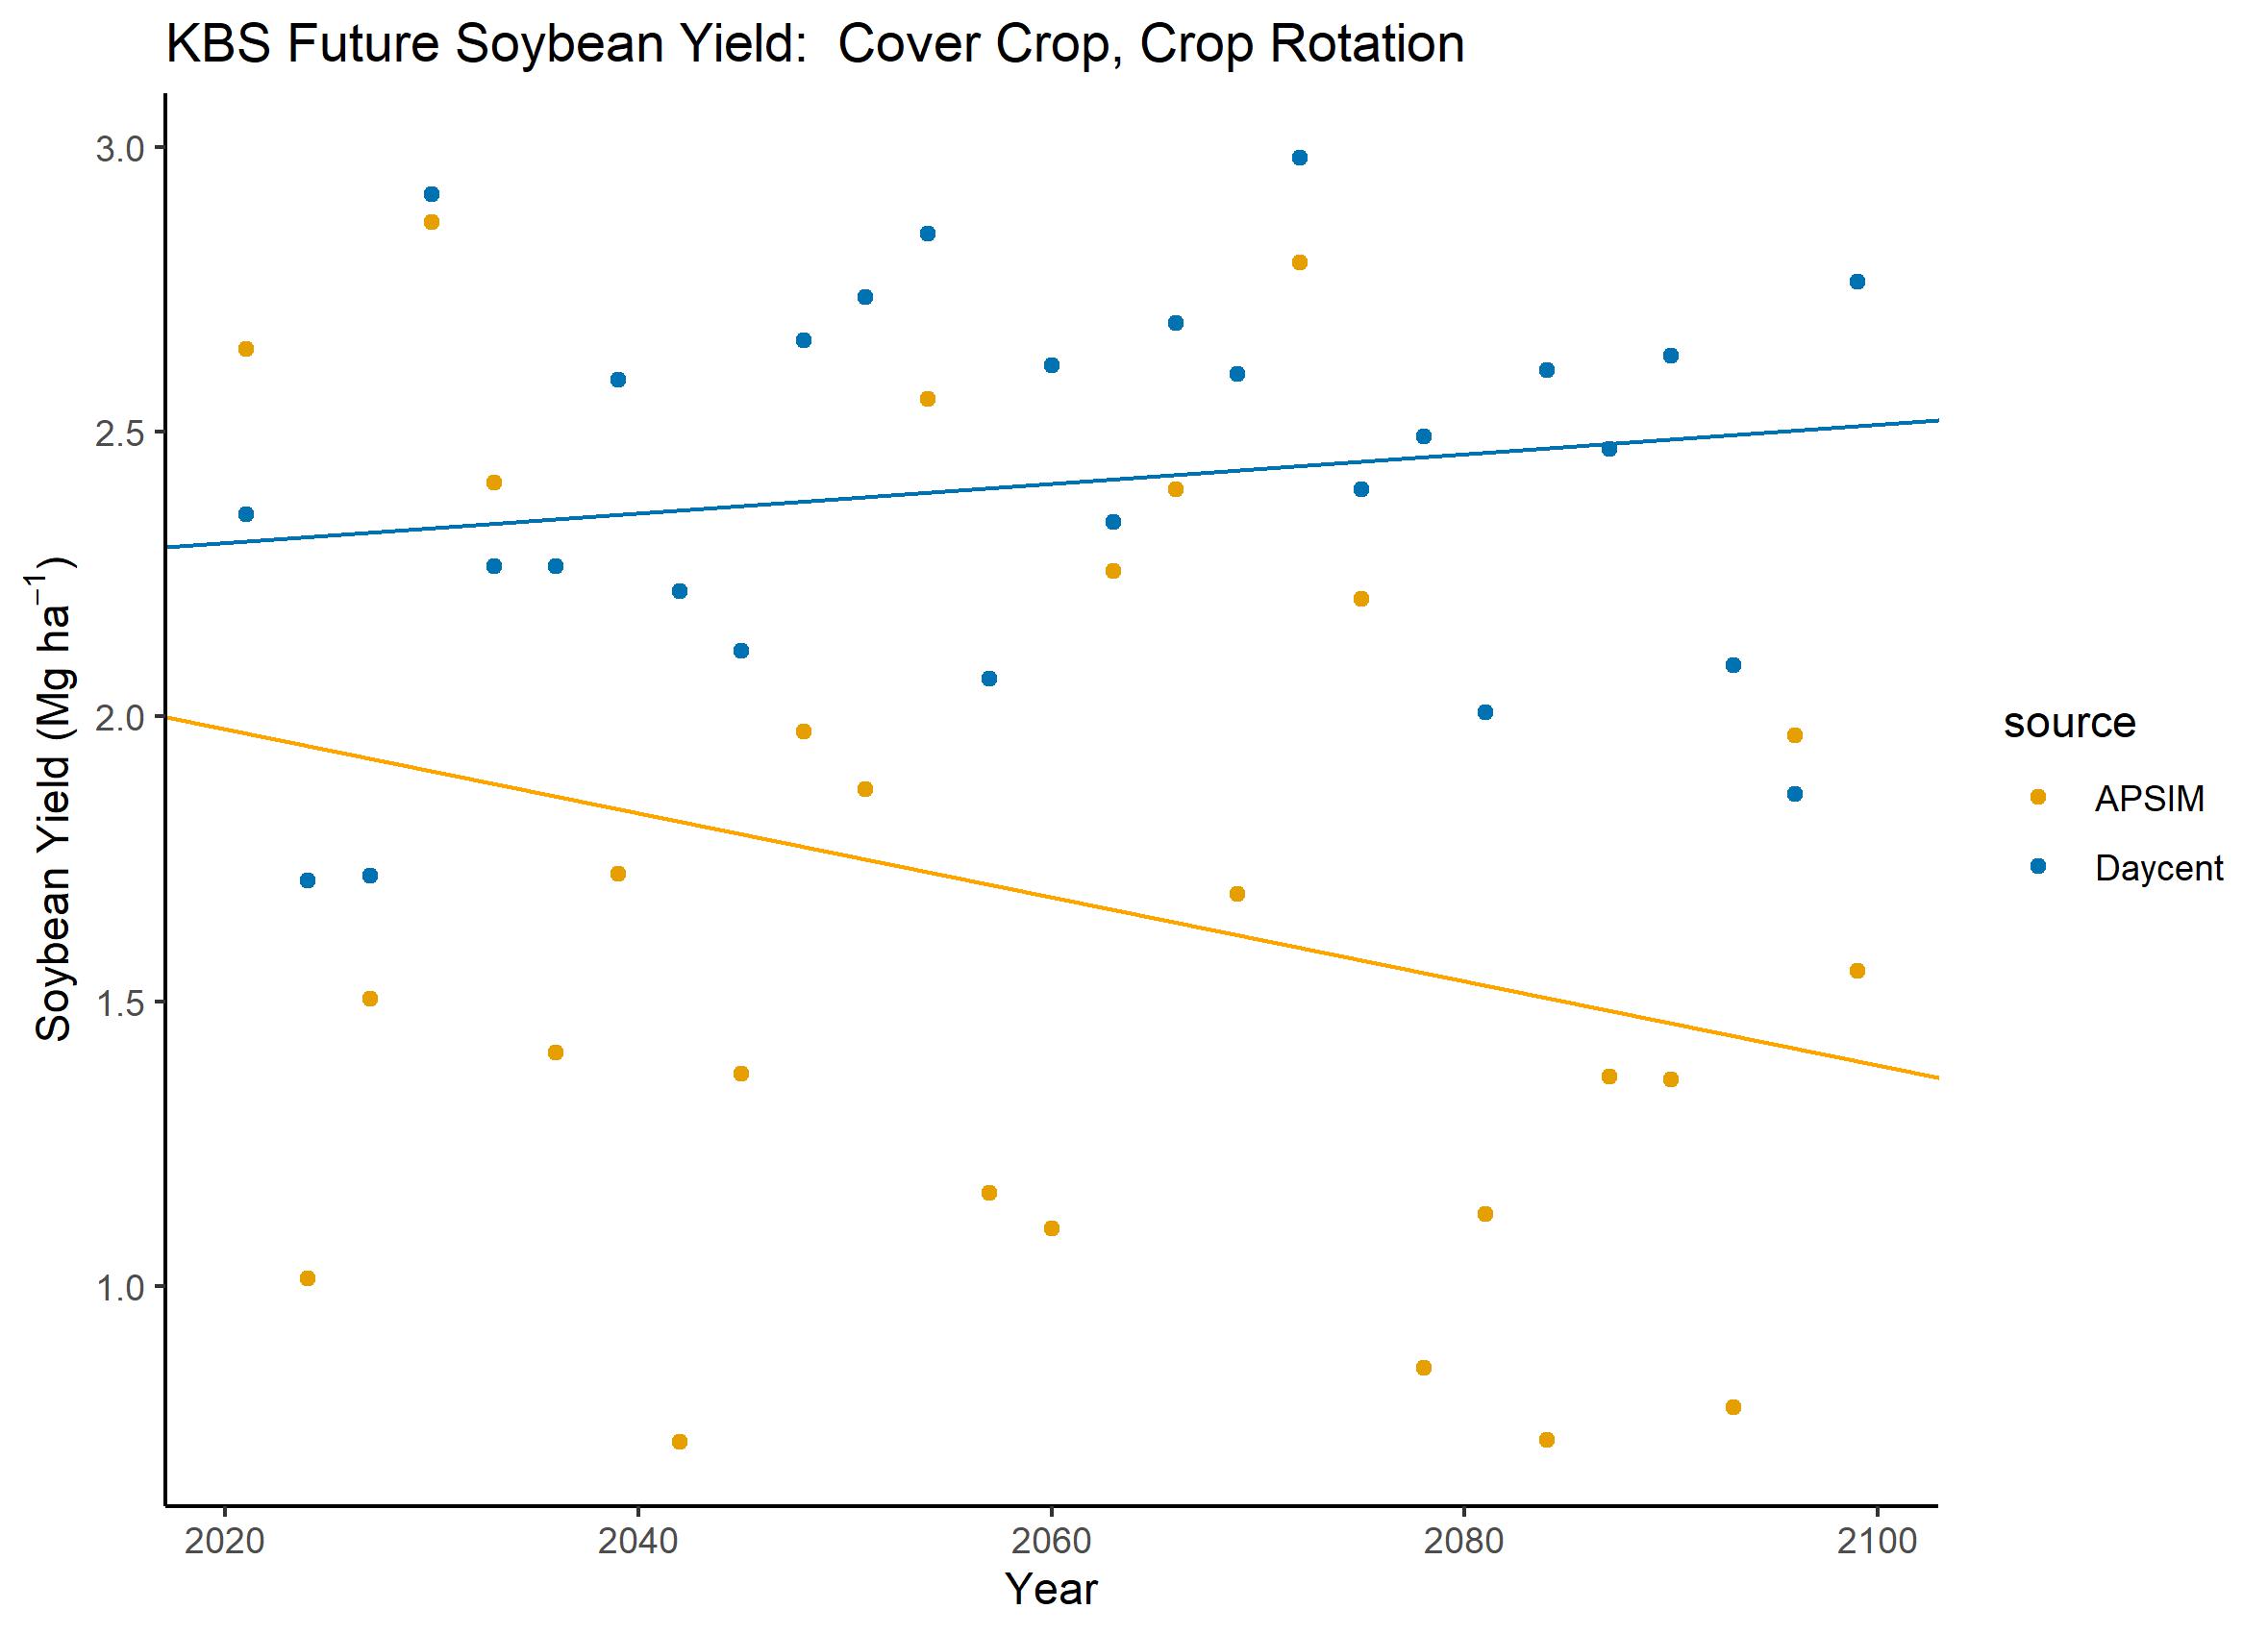 KBS Future Soybean Yield:  Cover Crop, Crop Rotation
Soybean Yield (Mg ha⁻¹)
3.0
2.5
2.0
1.5
1.0
2020 2040 2060 2080 2100
Year
source
APSIM
Daycent